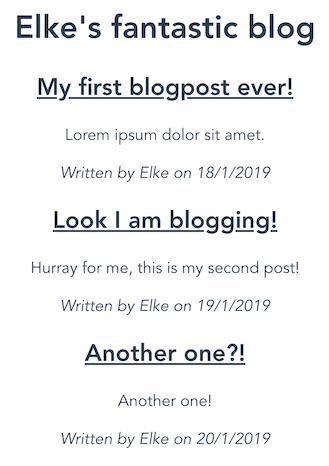 Elke's fantastic blog
My first blogpost ever!
Lorem ipsum dolor sit amet.
Written by Elke on 18/1/2019
Look I am blogging!
Hurray for me, this is my second post!
Written by Elke on 19/1/2019
Another one?!
Another one!
Written by Elke on 20/1/2019